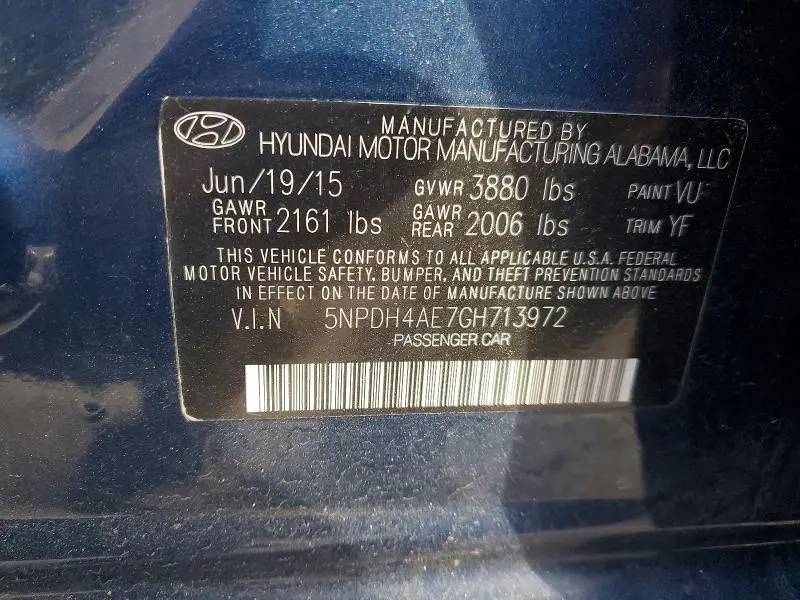 MANUFACTURED BY
HYUNDAI MOTOR MANUFACTURING ALABAMA, LLC
Jun/19/15 GVWR 3880 lbs PAINT VU
GAWR FRONT 2161 lbs GAWR REAR 2006 lbs TRIM YF
THIS VEHICLE CONFORMS TO ALL APPLICABLE U.S.A. FEDERAL
MOTOR VEHICLE SAFETY, BUMPER, AND THEFT PREVENTION STANDARDS
IN EFFECT ON THE DATE OF MANUFACTURE SHOWN ABOVE
V.I.N 5NPDH4AE7GH713972
PASSENGER CAR